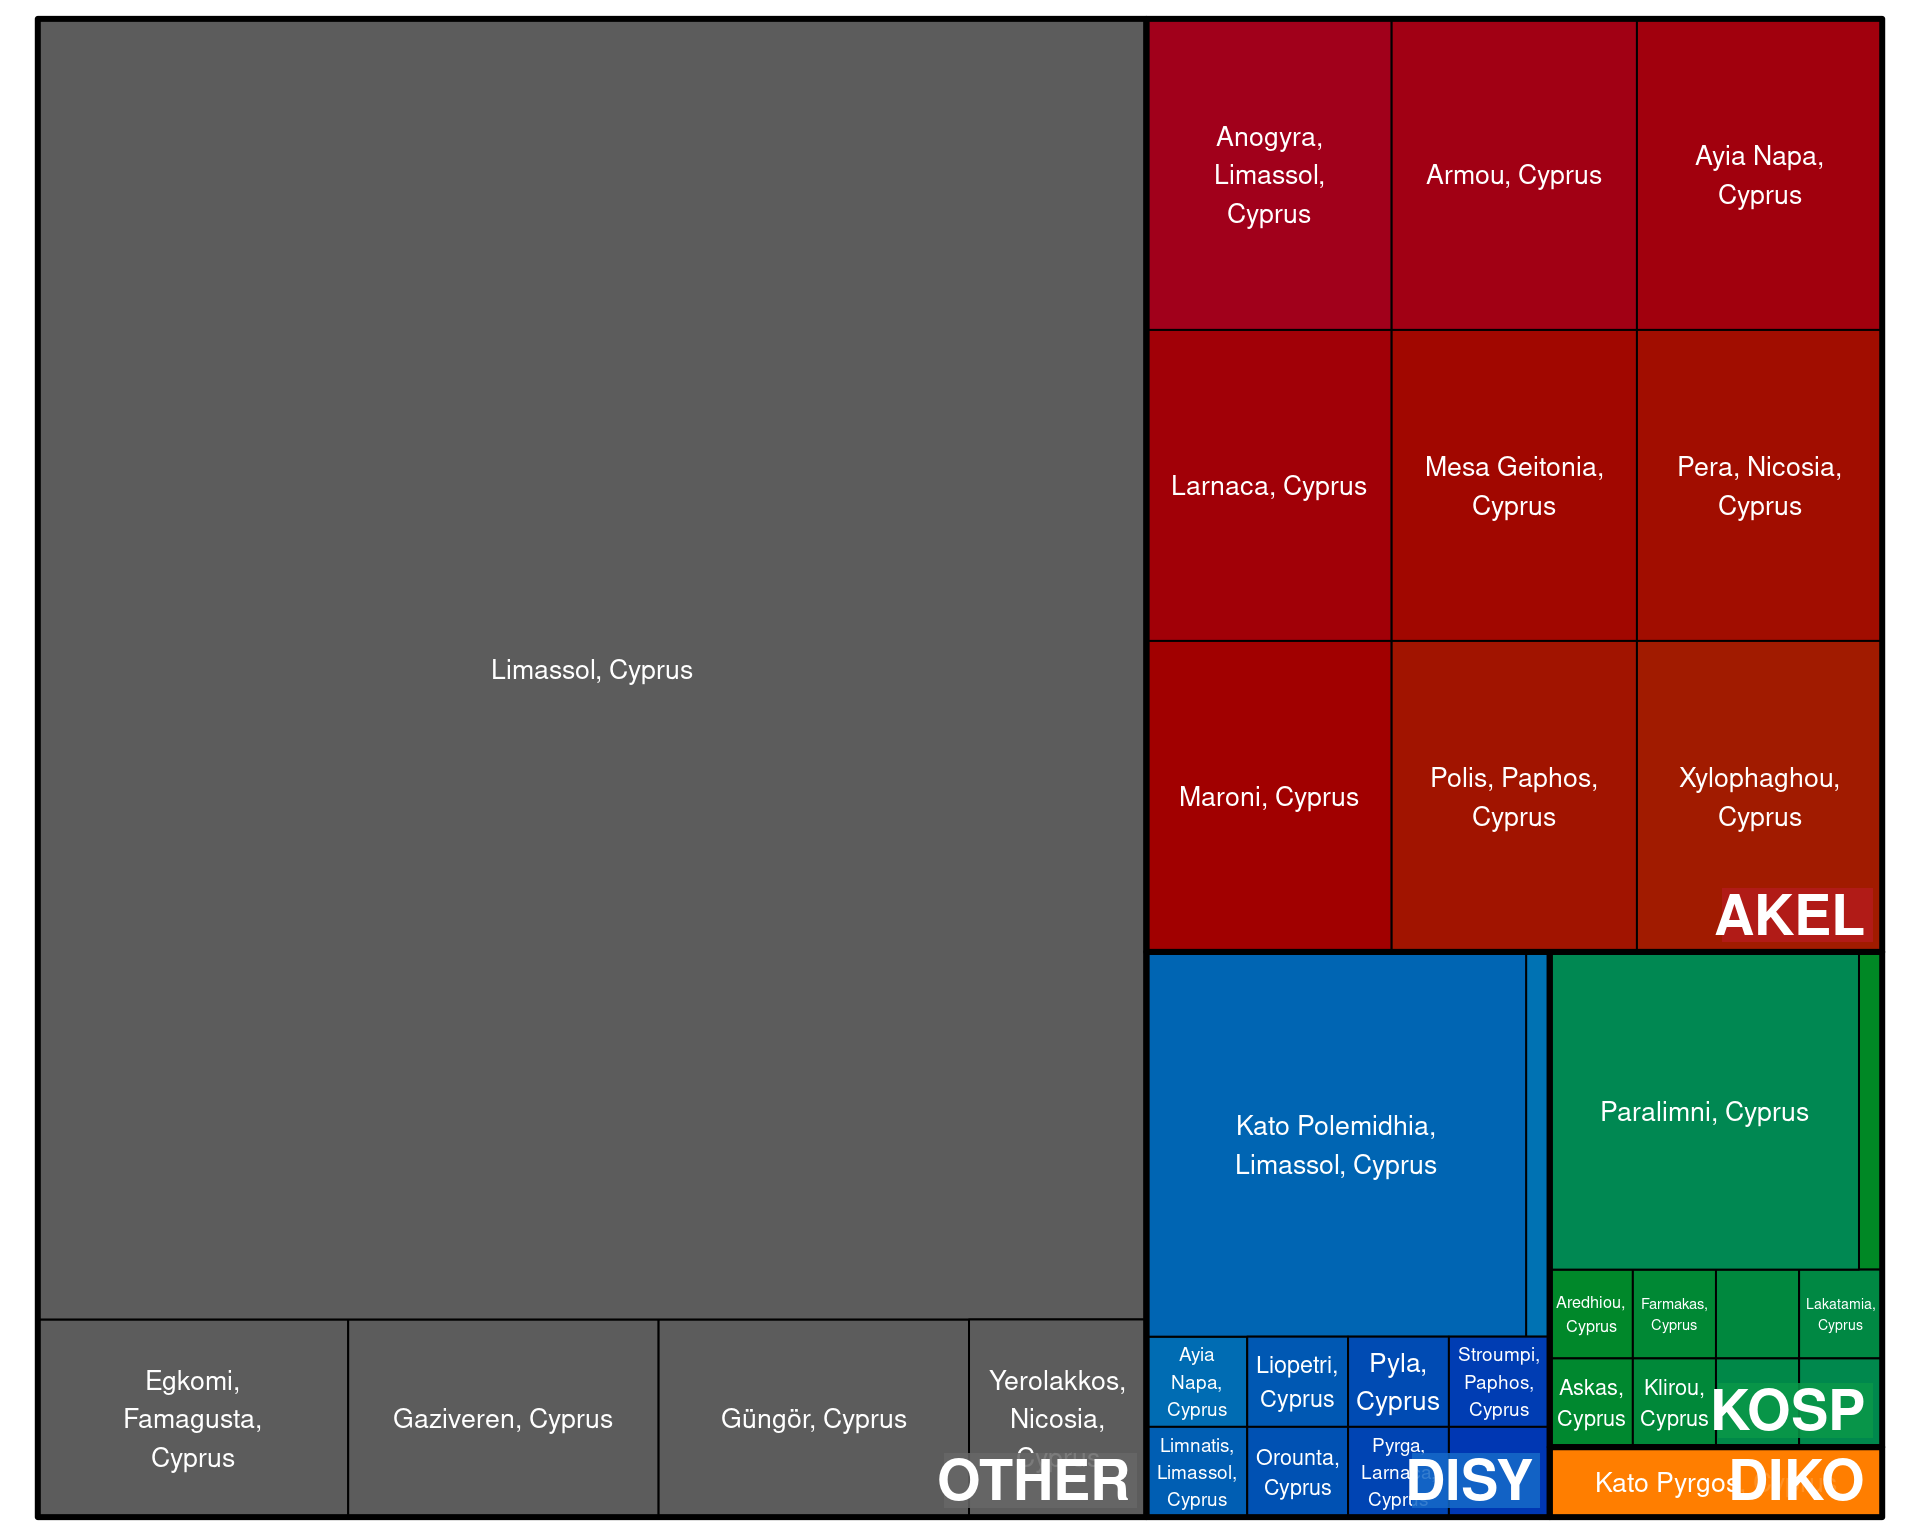 Limassol, Cyprus
Egkomi,
Famagusta,
Cyprus
Gaziveren, Cyprus
Güngör, Cyprus
Yerolakkos,
Nicosia,
Cyprus
OTHER
Anogyra,
Limassol,
Cyprus
Armou, Cyprus
Ayia Napa,
Cyprus
Larnaca, Cyprus
Mesa Geitonia,
Cyprus
Pera, Nicosia,
Cyprus
Maroni, Cyprus
Polis, Paphos,
Cyprus
Xylophaghou,
Cyprus
AKEL
Kato Polemidhia,
Limassol, Cyprus
Ayia
Napa,
Cyprus
Liopetri,
Cyprus
Pyla,
Cyprus
Stroumpi,
Paphos,
Cyprus
Limnatis,
Limassol,
Cyprus
Orounta,
Cyprus
Pyrga,
Larnaca,
Cyprus
DISY
Paralimni, Cyprus
Aredhiou,
Cyprus
Farmakas,
Cyprus
Lakatamia,
Cyprus
Askas,
Cyprus
Klirou,
Cyprus
KOSP
Kato Pyrgos
DIKO